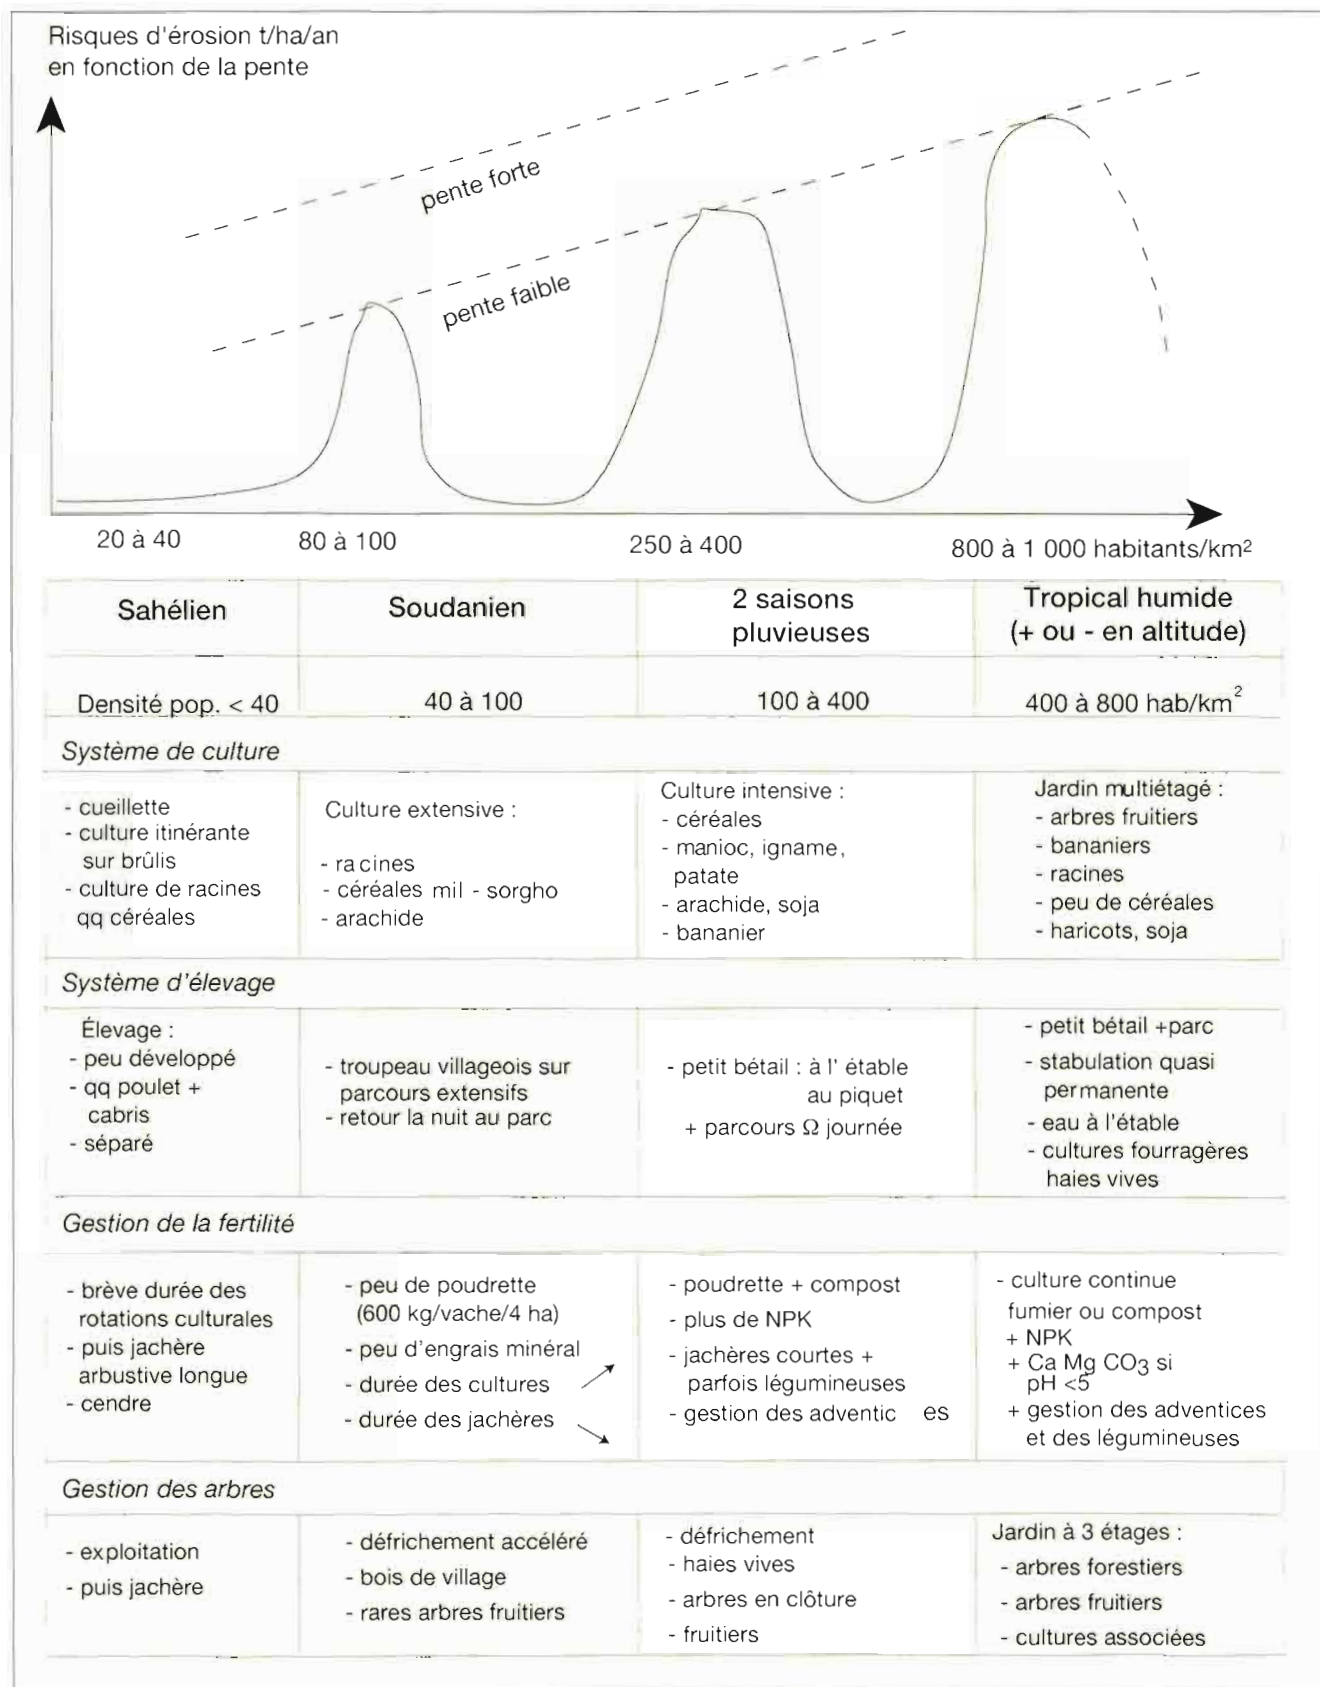 Risques d'érosion t/ha/an
en fonction de la pente
pente forte
pente faible
20 à 40
80 à 100
250 à 400
800 à 1 000 habitants/km²
Sahélien
Soudanien
2 saisons
pluvieuses
Tropical humide
(+ ou - en altitude)
Densité pop. < 40
40 à 100
100 à 400
400 à 800 hab/km²
Système de culture
- cueillette
- culture itinérante
sur brûlis
- culture de racines
qq céréales
Culture extensive :
- racines
- céréales mil - sorgho
- arachide
Culture intensive :
- céréales
- manioc, igname,
patate
- arachide, soja
- bananier
Jardin multiétagé :
- arbres fruitiers
- bananiers
- racines
- peu de céréales
- haricots, soja
Système d'élevage
Élevage :
- peu développé
- qq poulet +
cabris
- séparé
- troupeau villageois sur
parcours extensifs
- retour la nuit au parc
- petit bétail : à l' étable
au piquet
+ parcours Ω journée
- petit bétail +parc
- stabulation quasi
permanente
- eau à l'étable
- cultures fourragères
haies vives
Gestion de la fertilité
- brève durée des
rotations culturales
- puis jachère
arbustive longue
- cendre
- peu de poudrette
(600 kg/vache/4 ha)
- peu d'engrais minéral
- durée des cultures
- durée des jachères
- poudrette + compost
- plus de NPK
- jachères courtes +
parfois légumineuses
- gestion des adventic es
- culture continue
fumier ou compost
+ NPK
+ Ca Mg CO3 si
pH <5
+ gestion des adventices
et des légumineuses
Gestion des arbres
- exploitation
- puis jachère
- défrichement accéléré
- bois de village
- rares arbres fruitiers
- défrichement
- haies vives
- arbres en clôture
- fruitiers
Jardin à 3 étages :
- arbres forestiers
- arbres fruitiers
- cultures associées